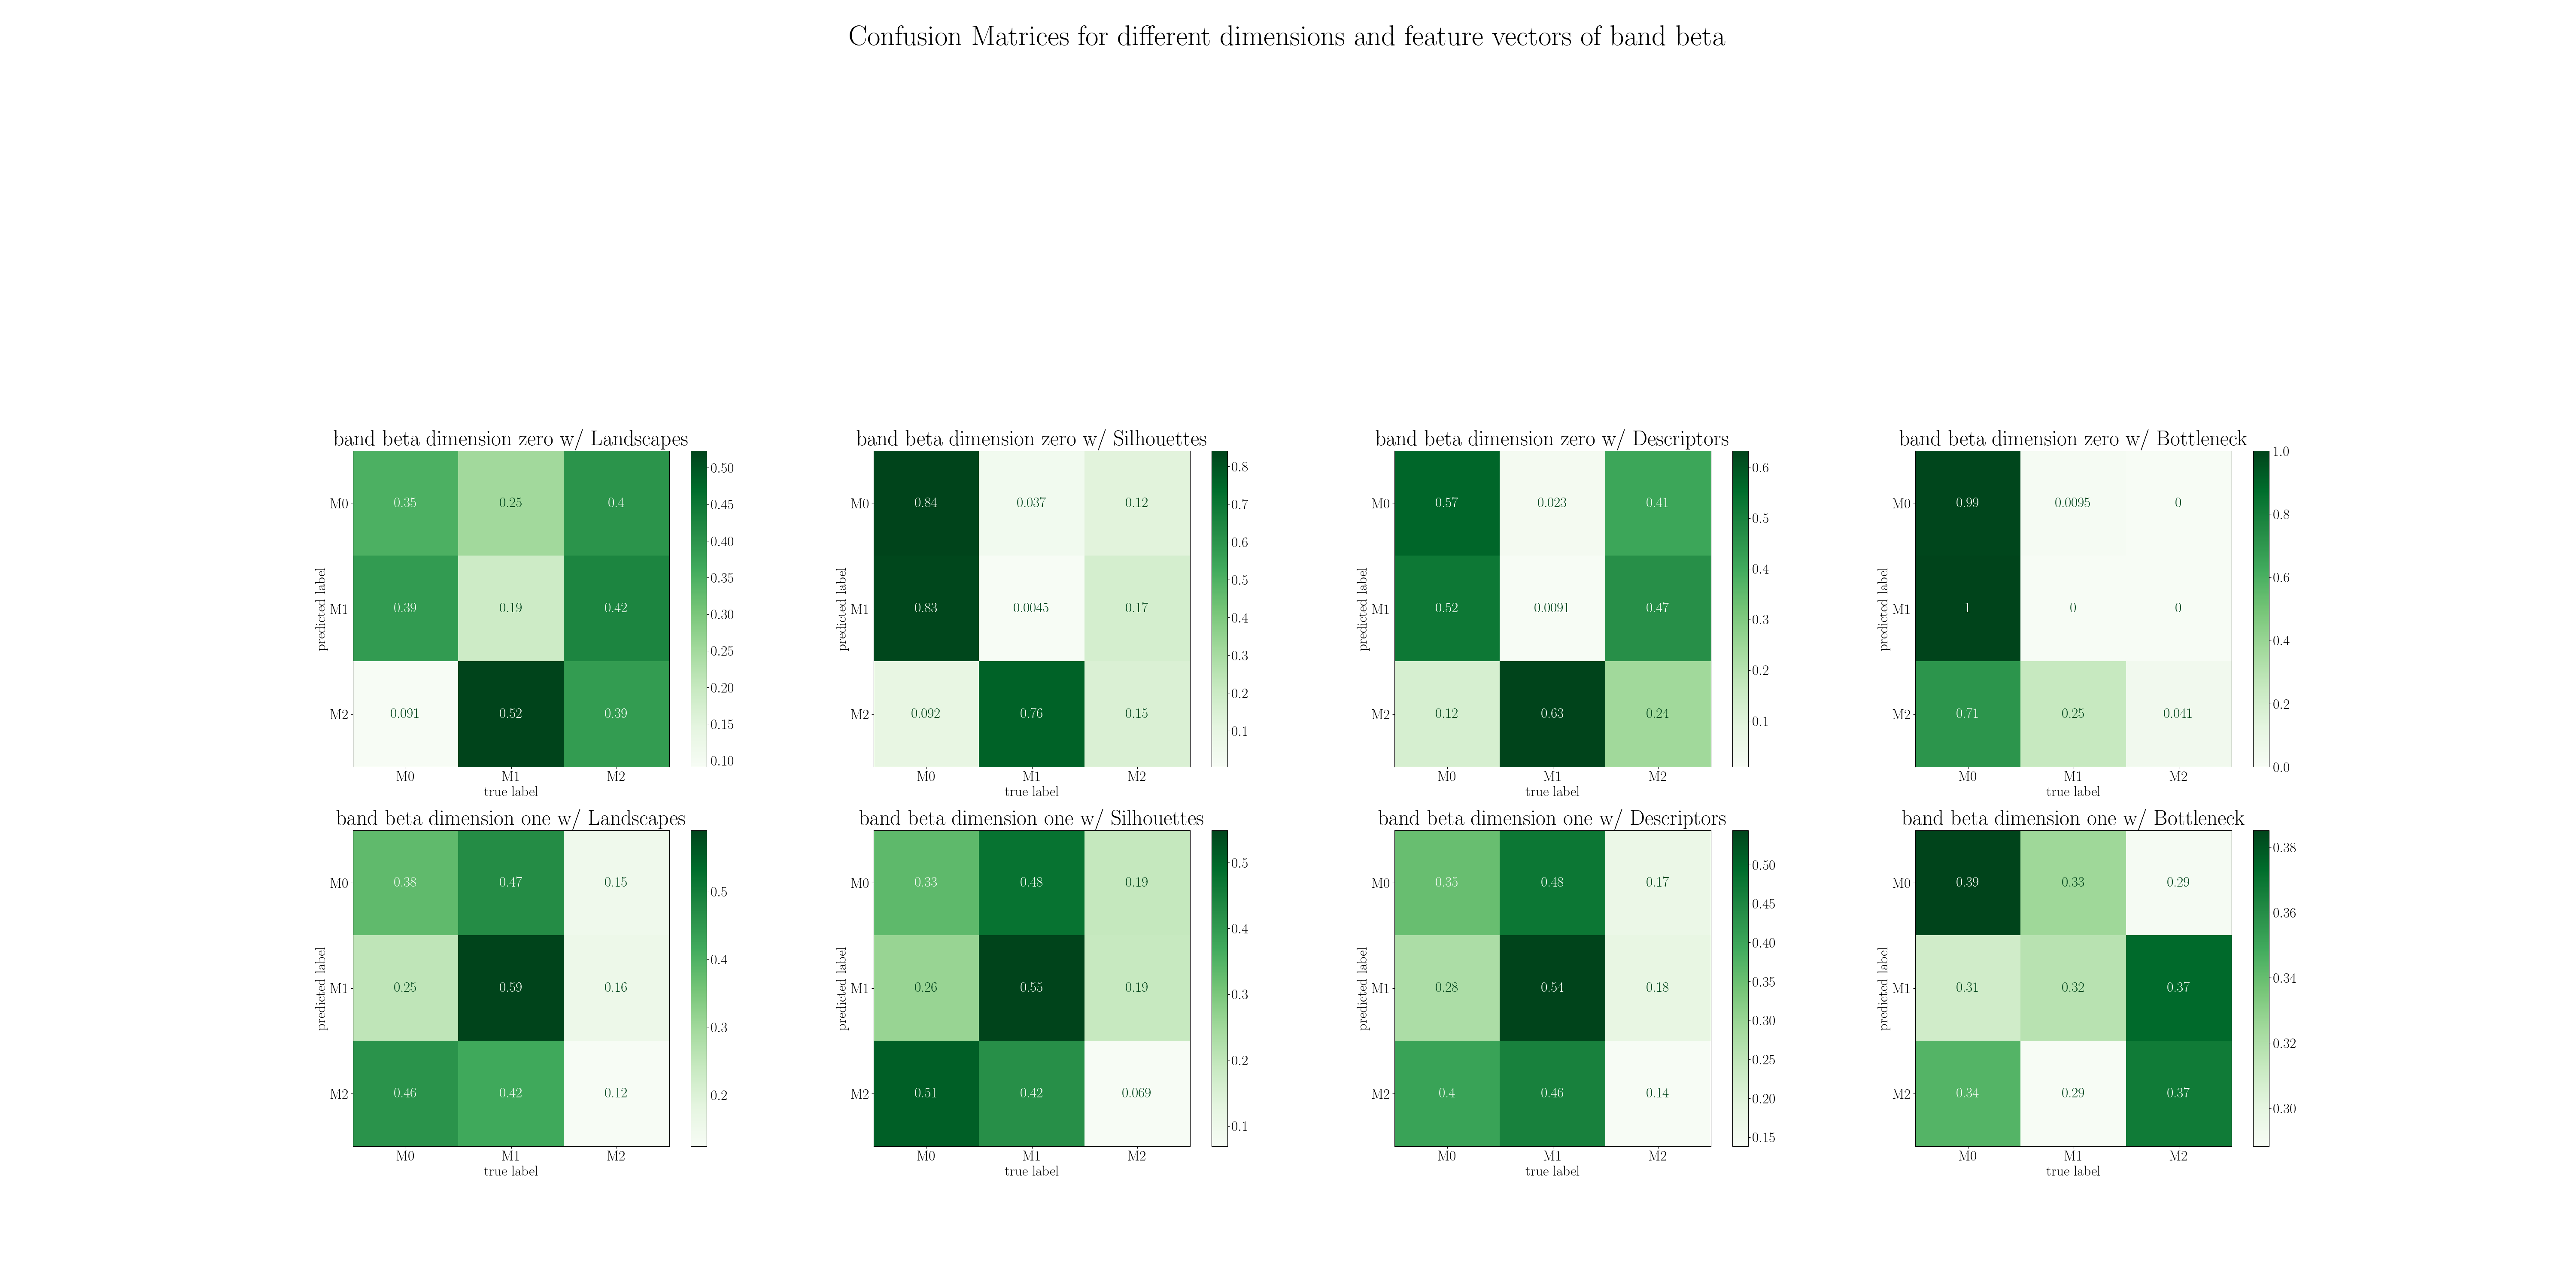 Confusion Matrices for different dimensions and feature vectors of band beta
band beta dimension zero w/ Landscapes
predicted label
M0 0.35 0.25 0.4
M1 0.39 0.19 0.42
M2 0.091 0.52 0.39
M0 M1 M2
true label
0.50
0.45
0.40
0.35
0.30
0.25
0.20
0.15
0.10
band beta dimension zero w/ Silhouettes
predicted label
M0 0.84 0.037 0.12
M1 0.83 0.0045 0.17
M2 0.092 0.76 0.15
M0 M1 M2
true label
0.8
0.7
0.6
0.5
0.4
0.3
0.2
0.1
band beta dimension zero w/ Descriptors
predicted label
M0 0.57 0.023 0.41
M1 0.52 0.0091 0.47
M2 0.12 0.63 0.24
M0 M1 M2
true label
0.6
0.5
0.4
0.3
0.2
0.1
band beta dimension zero w/ Bottleneck
predicted label
M0 0.99 0.0095 0
M1 1 0 0
M2 0.71 0.25 0.041
M0 M1 M2
true label
1.0
0.8
0.6
0.4
0.2
0.0
band beta dimension one w/ Landscapes
predicted label
M0 0.38 0.47 0.15
M1 0.25 0.59 0.16
M2 0.46 0.42 0.12
M0 M1 M2
true label
0.5
0.4
0.3
0.2
band beta dimension one w/ Silhouettes
predicted label
M0 0.33 0.48 0.19
M1 0.26 0.55 0.19
M2 0.51 0.42 0.069
M0 M1 M2
true label
0.5
0.4
0.3
0.2
0.1
band beta dimension one w/ Descriptors
predicted label
M0 0.35 0.48 0.17
M1 0.28 0.54 0.18
M2 0.4 0.46 0.14
M0 M1 M2
true label
0.50
0.45
0.40
0.35
0.30
0.25
0.20
0.15
band beta dimension one w/ Bottleneck
predicted label
M0 0.39 0.33 0.29
M1 0.31 0.32 0.37
M2 0.34 0.29 0.37
M0 M1 M2
true label
0.38
0.36
0.34
0.32
0.30